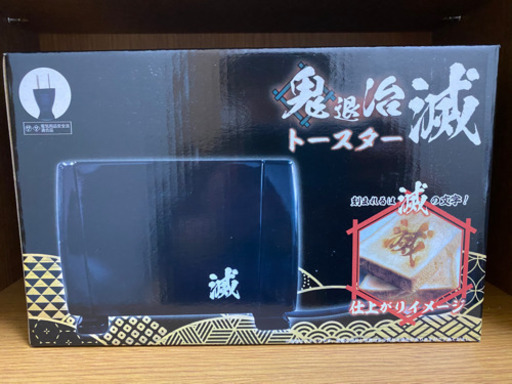 鬼退治滅
トースター
刻まれるは滅の文字！
滅
仕上がりイメージ